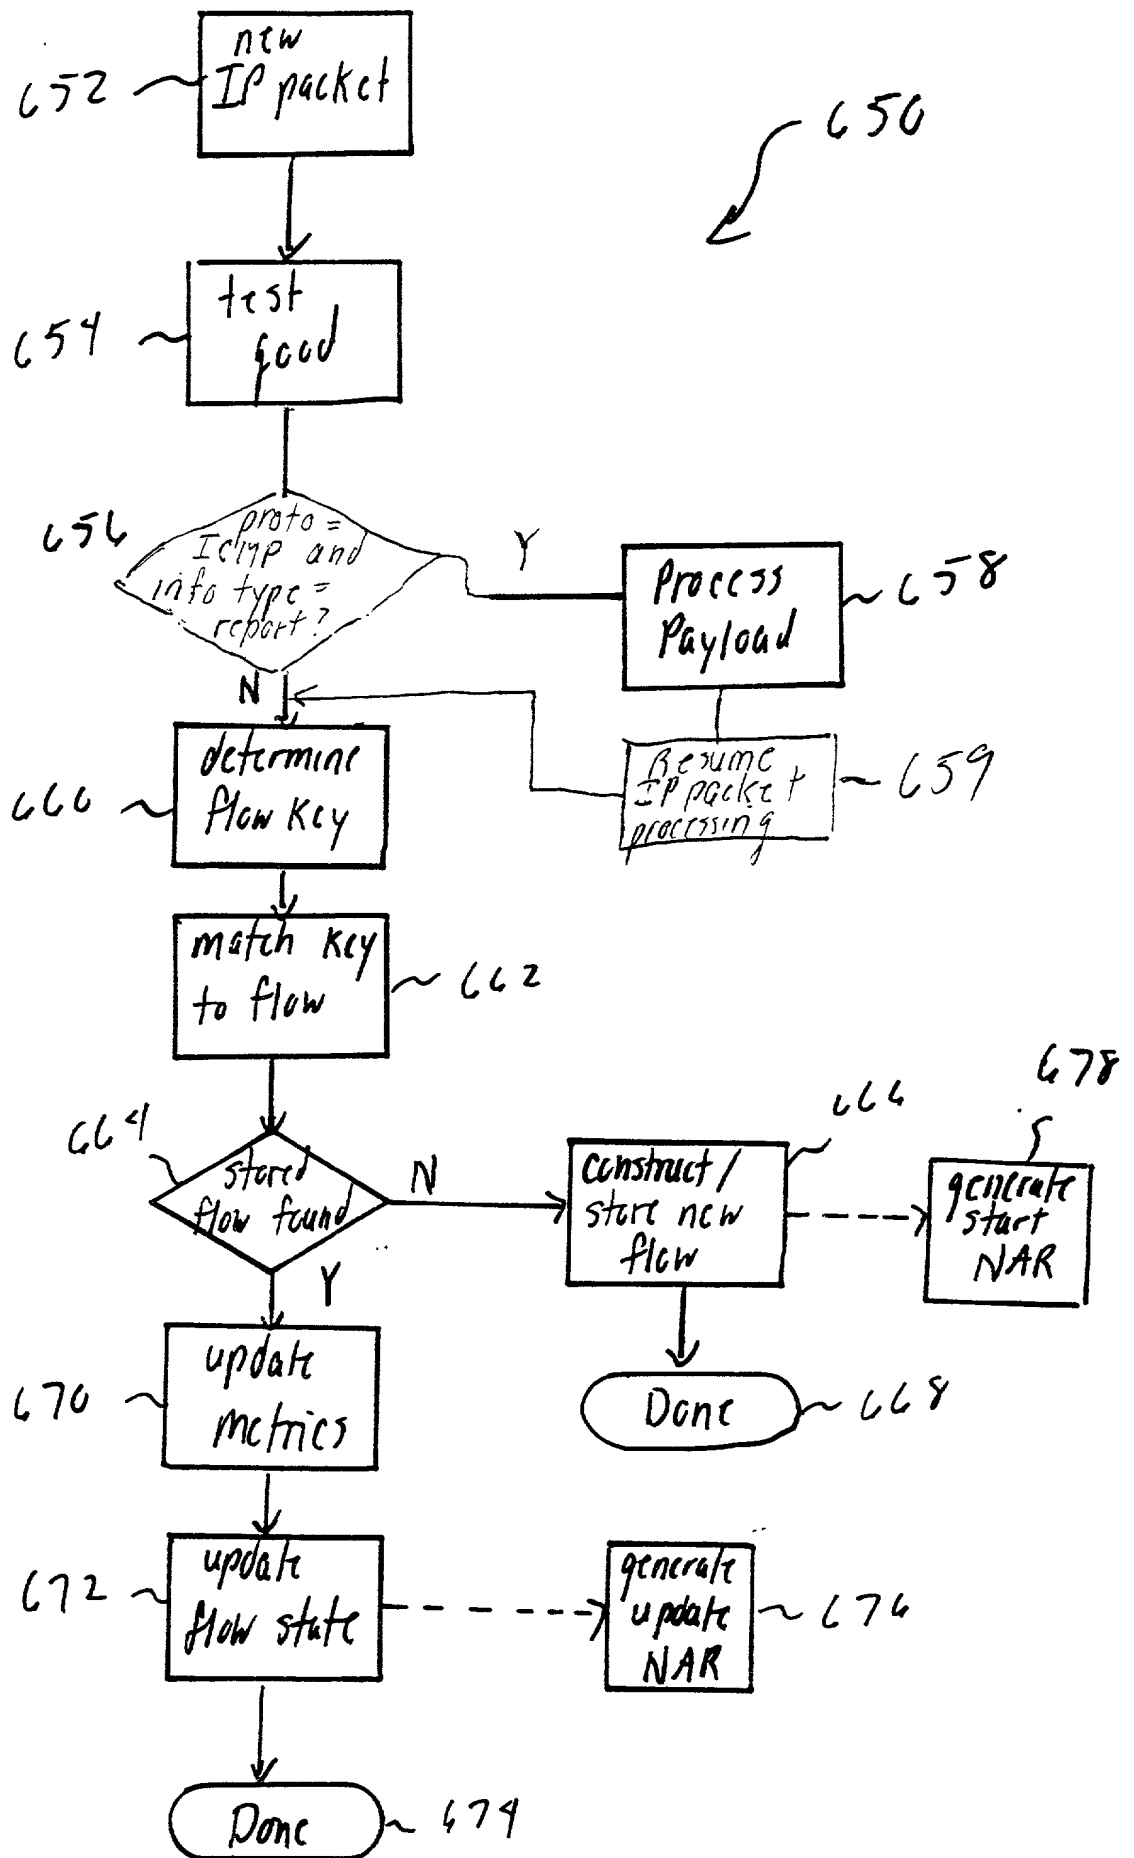 new
IP packet
652
650
test
good
654
656
proto =
ICMP and
info type =
report?
Y
Process
Payload
658
N
Resume
IP packet
processing
659
determine
flow key
660
match key
to flow
662
664
stored
flow found
N
construct/
store new
flow
666
678
generate
start
NAR
Y
Done
668
update
metrics
670
update
flow state
672
generate
update
NAR
676
Done
674